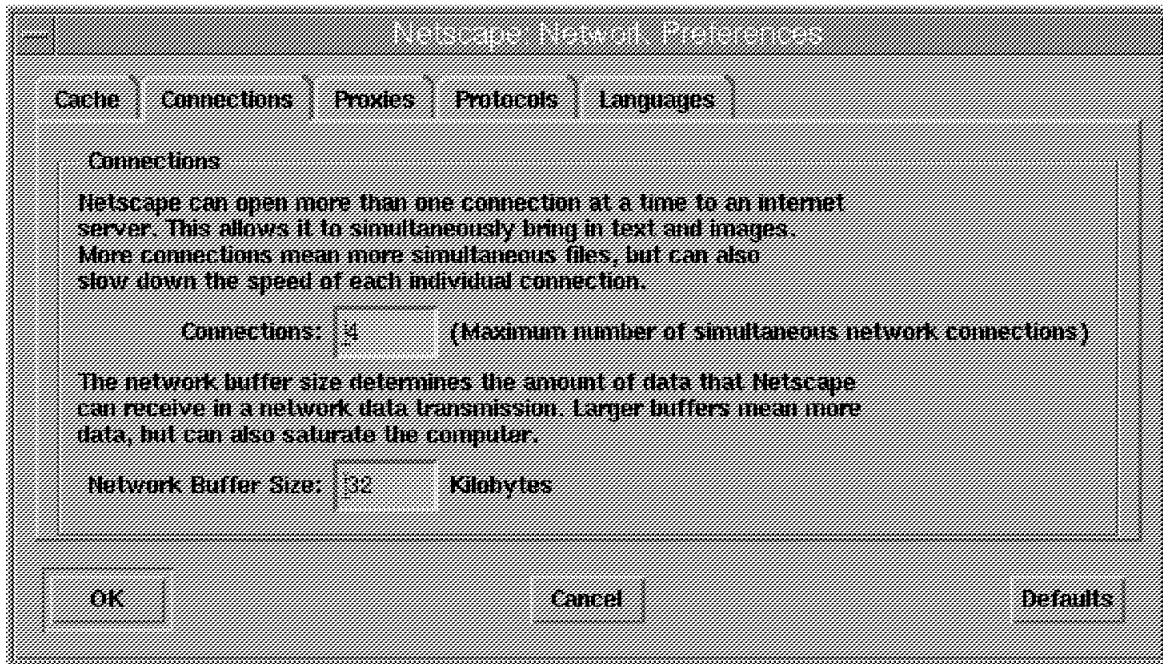 Netscape: Network Preferences
Cache Connections Proxies Protocols Languages
Connections
Netscape can open more than one connection at a time to an internet
server. This allows it to simultaneously bring in text and images.
More connections mean more simultaneous files, but can also
slow down the speed of each individual connection.
Connections: 4 (Maximum number of simultaneous network connections)
The network buffer size determines the amount of data that Netscape
can receive in a network data transmission. Larger buffers mean more
data, but can also saturate the computer.
Network Buffer Size: 32 Kilobytes
OK Cancel Defaults